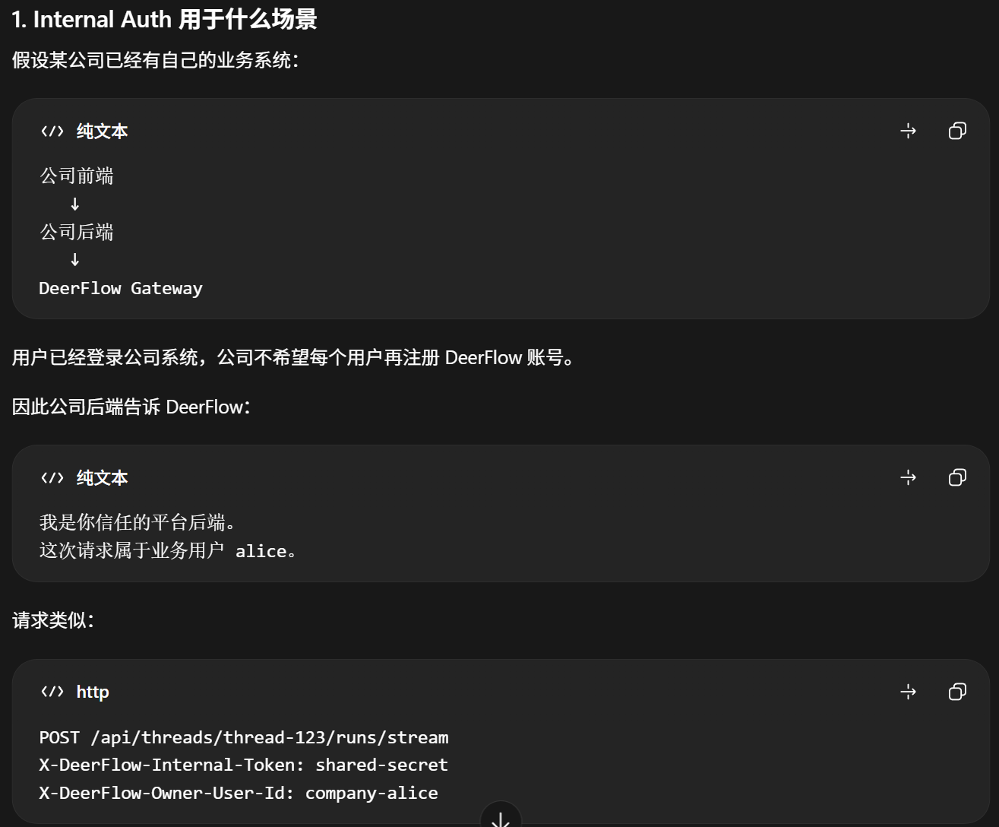 1. Internal Auth 用于什么场景
假设某公司已经有自己的业务系统：
</> 纯文本
公司前端
↓
公司后端
↓
DeerFlow Gateway
用户已经登录公司系统，公司不希望每个用户再注册 DeerFlow 账号。
因此公司后端告诉 DeerFlow：
</> 纯文本
我是你信任的平台后端。
这次请求属于业务用户 alice。
请求类似：
</> http
POST /api/threads/thread-123/runs/stream
X-DeerFlow-Internal-Token: shared-secret
X-DeerFlow-Owner-User-Id: company-alice